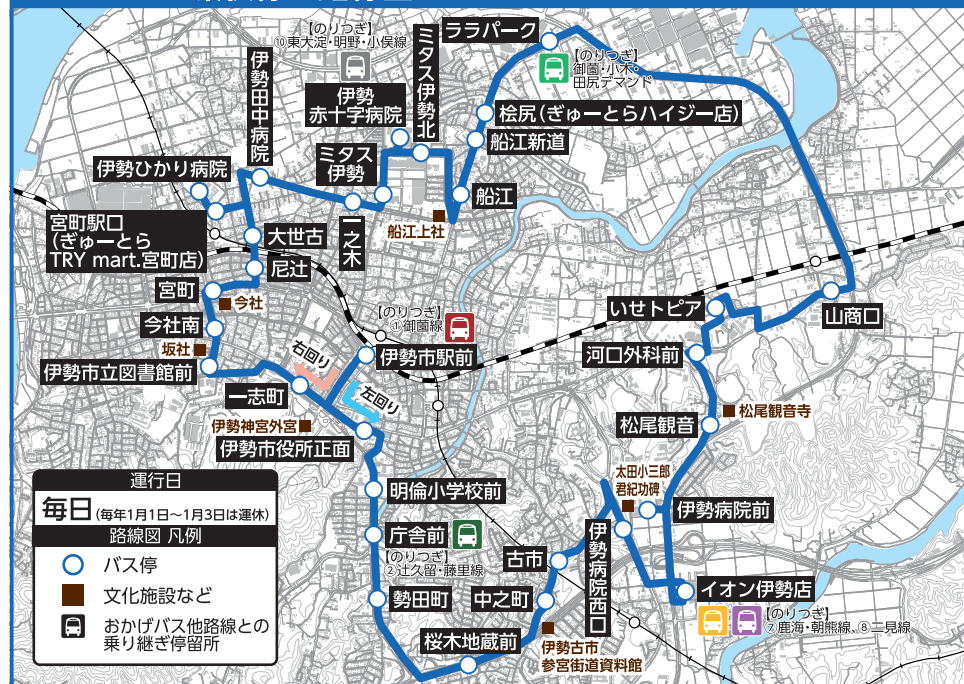 【のりつぎ】
⑩東大淀・明野・小俣線
ララパーク
【のりつぎ】
御薗・小木・
田尻デマンド
ミタス伊勢北
伊勢田中病院
伊勢
赤十字病院
桧尻(ぎゅーとらハイジー店)
船江新道
伊勢ひかり病院
ミタス
伊勢
船江
船江上社
宮町駅口
(ぎゅーとら
TRY mart.宮町店)
大世古
一之木
尼辻
宮町
今社
今社南
坂社
伊勢市立図書館前
【のりつぎ】
①御薗線
伊勢市駅前
右回り
左回り
一志町
伊勢神宮外宮
伊勢市役所正面
いせトピア
山商口
河口外科前
松尾観音
松尾観音寺
太田小三郎
君紀功碑
伊勢病院前
明倫小学校前
庁舎前
【のりつぎ】
②辻久留・藤里線
古市
伊勢病院西口
勢田町
中之町
イオン伊勢店
【のりつぎ】
⑦鹿海・朝熊線、⑧二見線
桜木地蔵前
伊勢古市
参宮街道資料館
運行日
毎日(毎年1月1日〜1月3日は運休)
路線図 凡例
バス停
文化施設など
おかげバス他路線との
乗り継ぎ停留所